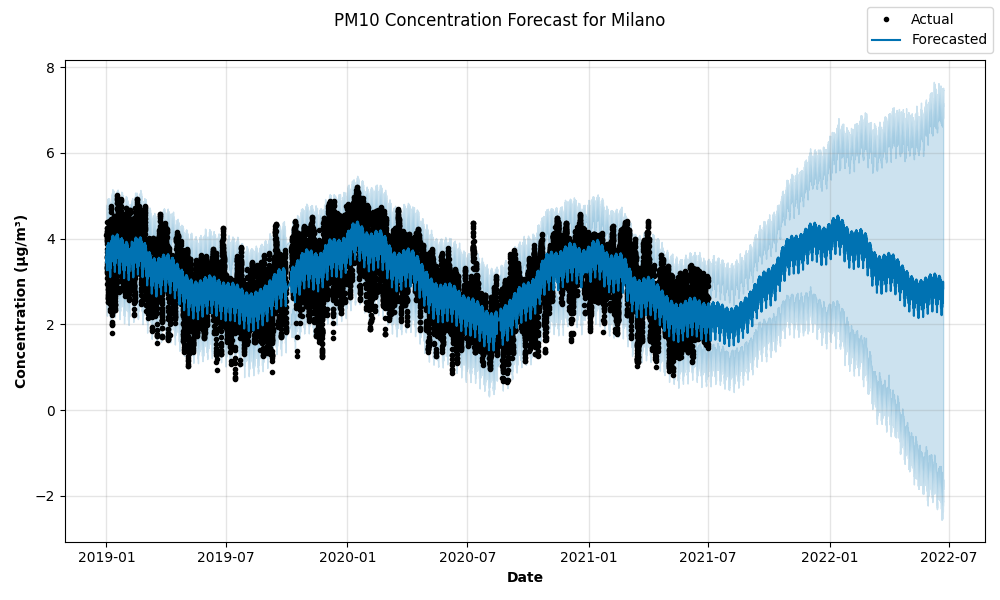 PM10 Concentration Forecast for Milano
Actual
Forecasted
8
6
4
2
0
−2
Concentration (µg/m³)
2019-01 2019-07 2020-01 2020-07 2021-01 2021-07 2022-01 2022-07
Date